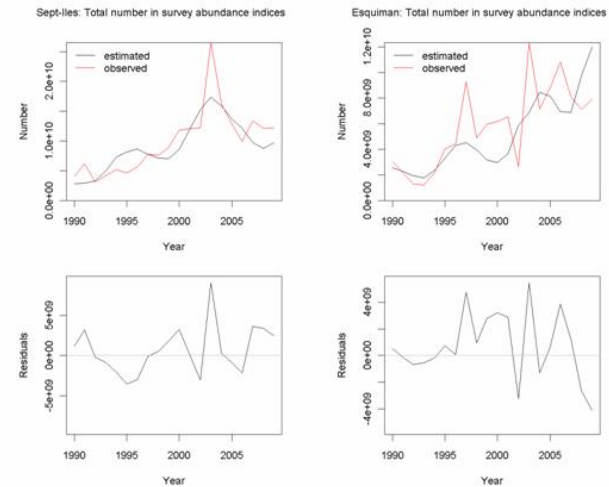 Sept-Iles: Total number in survey abundance indices
estimated
observed
Number
0.0e+00
1.0e+10
2.0e+10
1990
1995
2000
2005
Year
Esquiman: Total number in survey abundance indices
estimated
observed
Number
0.0e+00
4.0e+09
8.0e+09
1.2e+10
1990
1995
2000
2005
Year
Residuals
-5e+09
0e+00
5e+09
1990
1995
2000
2005
Year
Residuals
-4e+09
0e+00
4e+09
1990
1995
2000
2005
Year